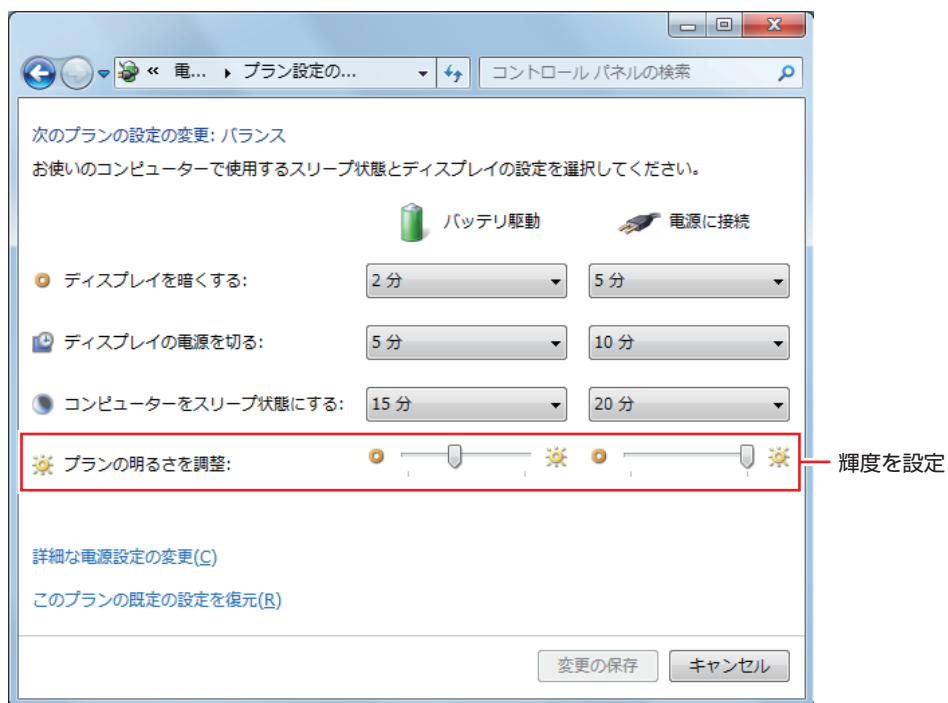 « 電... ▸ プラン設定の...
コントロール パネルの検索
次のプランの設定の変更: バランス
お使いのコンピューターで使用するスリープ状態とディスプレイの設定を選択してください。
バッテリ駆動 電源に接続
ディスプレイを暗くする: 2 分 5 分
ディスプレイの電源を切る: 5 分 10 分
コンピューターをスリープ状態にする: 15 分 20 分
プランの明るさを調整:
輝度を設定
詳細な電源設定の変更(C)
このプランの既定の設定を復元(R)
変更の保存 キャンセル